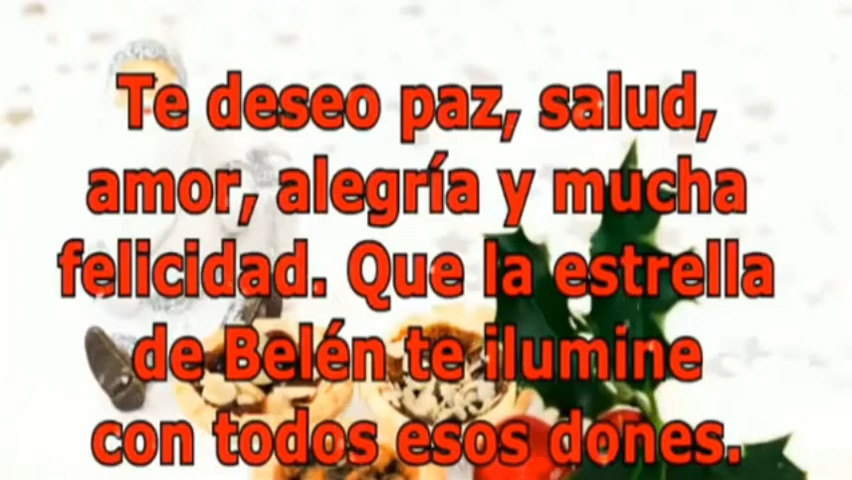 Te deseo paz, salud,
amor, alegría y mucha
felicidad. Que la estrella
de Belén te ilumine
con todos esos dones.